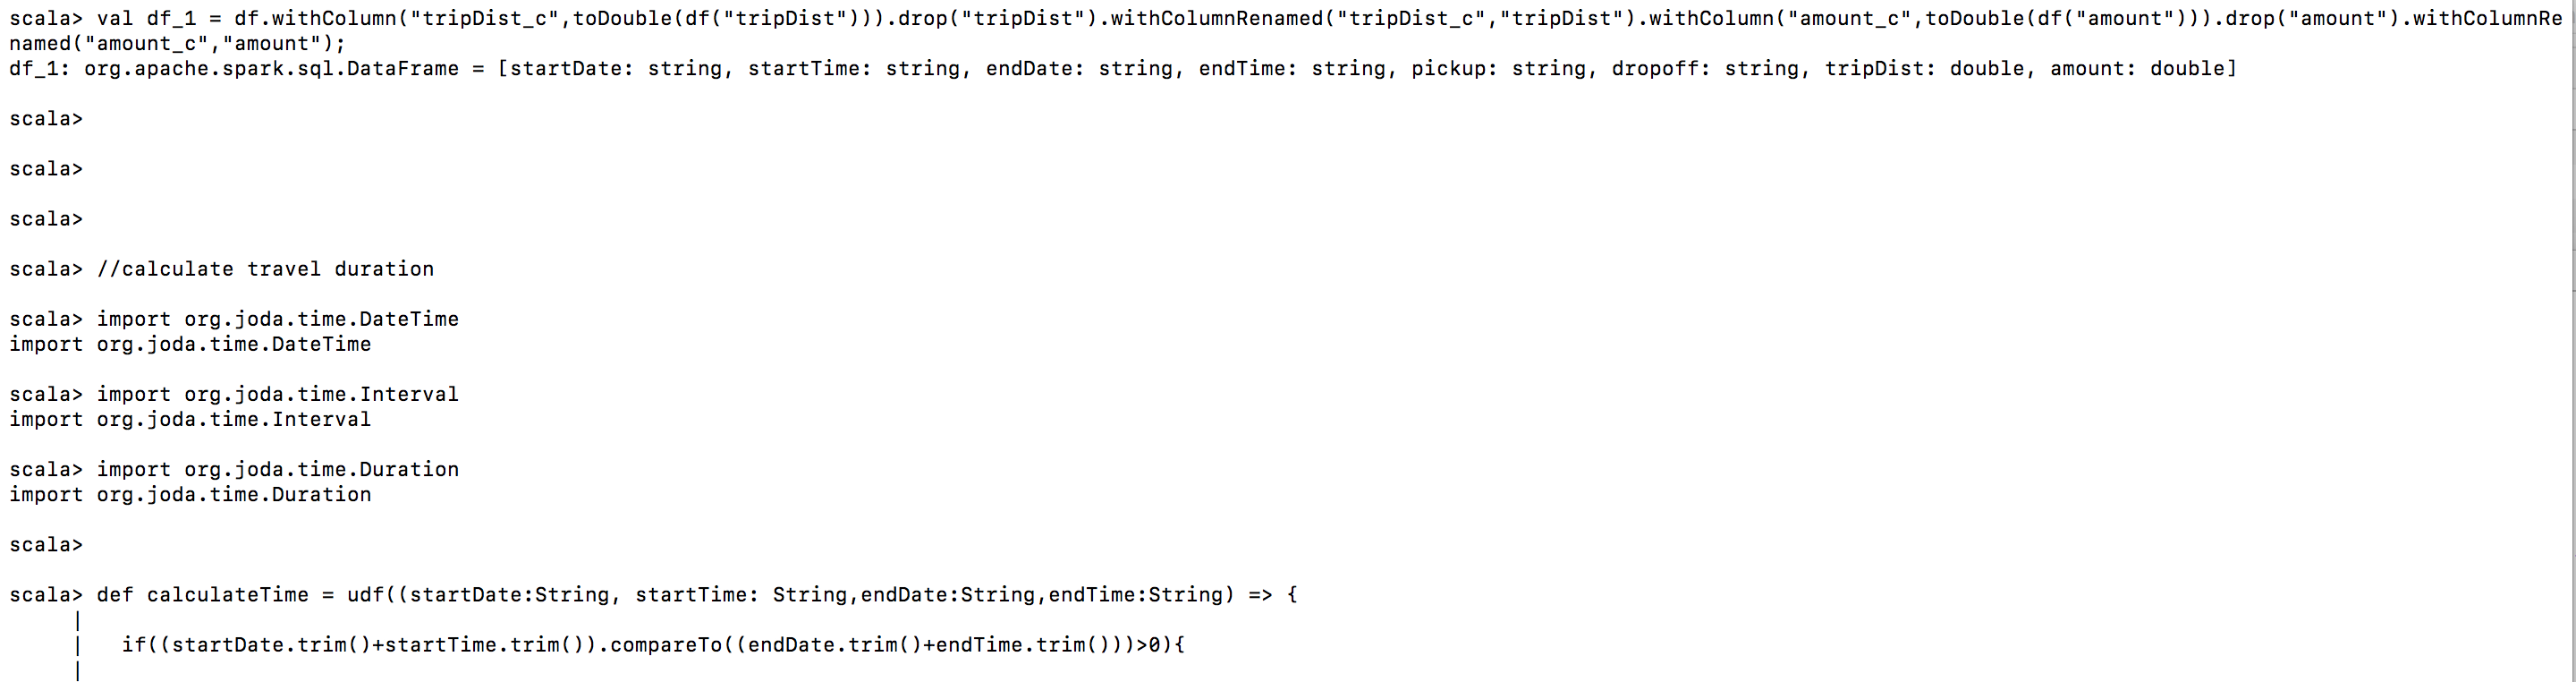 scala> val df_1 = df.withColumn("tripDist_c",toDouble(df("tripDist"))).drop("tripDist").withColumnRenamed("tripDist_c","tripDist").withColumn("amount_c",toDouble(df("amount"))).drop("amount").withColumnRe
named("amount_c","amount");
df_1: org.apache.spark.sql.DataFrame = [startDate: string, startTime: string, endDate: string, endTime: string, pickup: string, dropoff: string, tripDist: double, amount: double]
scala>
scala>
scala>
scala> //calculate travel duration
scala> import org.joda.time.DateTime
import org.joda.time.DateTime
scala> import org.joda.time.Interval
import org.joda.time.Interval
scala> import org.joda.time.Duration
import org.joda.time.Duration
scala>
scala> def calculateTime = udf((startDate:String, startTime: String,endDate:String,endTime:String) => {
|
|   if((startDate.trim()+startTime.trim()).compareTo((endDate.trim()+endTime.trim()))>0){
|